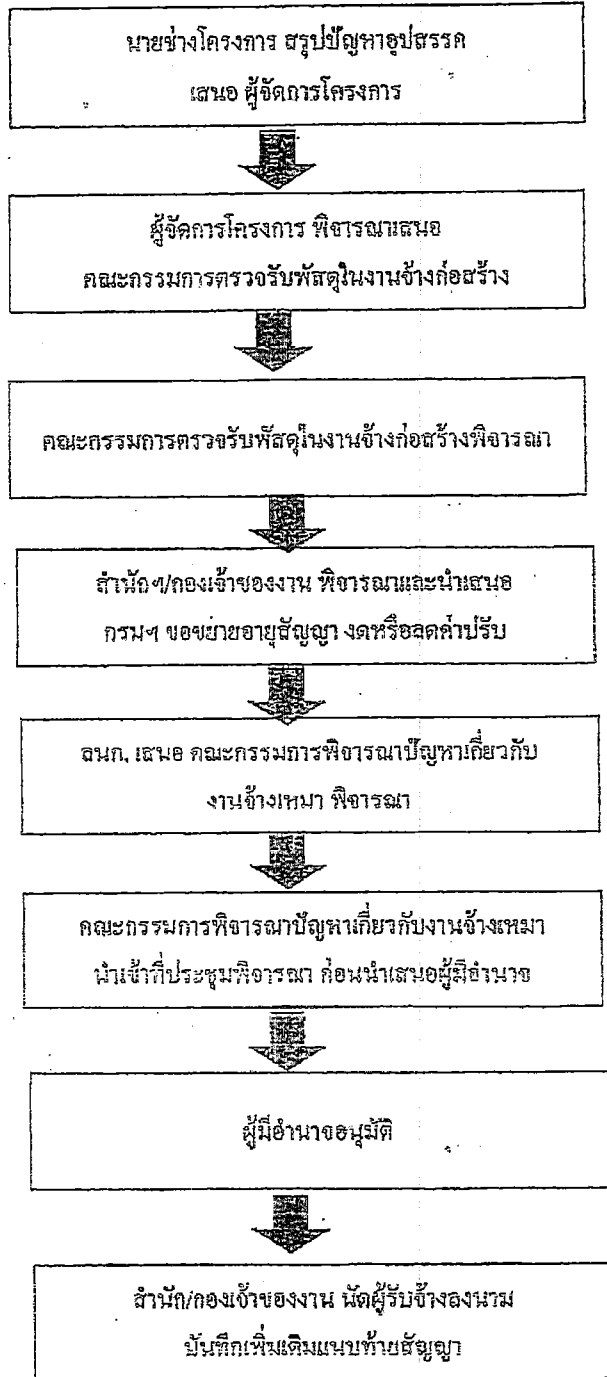 นายช่างโครงการ สรุปปัญหาอุปสรรค
เสนอ ผู้จัดการโครงการ
ผู้จัดการโครงการ พิจารณาเสนอ
คณะกรรมการตรวจรับพัสดุในงานจ้างก่อสร้าง
คณะกรรมการตรวจรับพัสดุในงานจ้างก่อสร้างพิจารณา
สำนักฯ/กองเจ้าของงาน พิจารณาและนำเสนอ
กรมฯ ขอขยายอายุสัญญา งดหรือลดค่าปรับ
ลนก. เสนอ คณะกรรมการพิจารณาปัญหาเกี่ยวกับ
งานจ้างเหมา พิจารณา
คณะกรรมการพิจารณาปัญหาเกี่ยวกับงานจ้างเหมา
นำเข้าที่ประชุมพิจารณา ก่อนนำเสนอผู้มีอำนาจ
ผู้มีอำนาจอนุมัติ
สำนัก/กองเจ้าของงาน นัดผู้รับจ้างลงนาม
บันทึกเพิ่มเติมแนบท้ายสัญญา